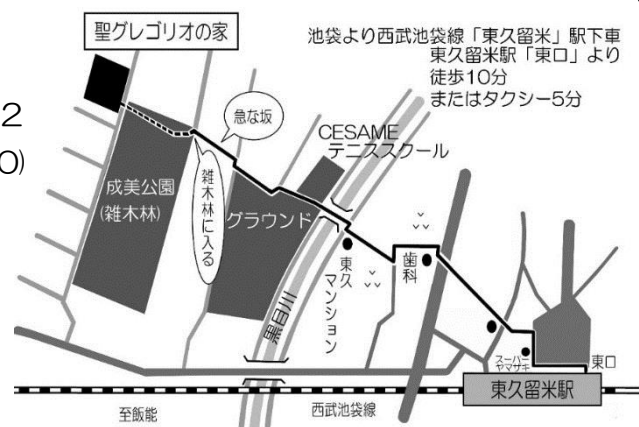 聖グレゴリオの家
池袋より西武池袋線「東久留米」駅下車
東久留米駅「東口」より
徒歩10分
またはタクシー5分
2
0)
急な坂
CESAME
テニススクール
成美公園
(雑木林)
雑木林に入る
グラウンド
東久
マンション
歯科
黒目川
スーパー
ヤマザキ
東口
東久留米駅
至飯能
西武池袋線